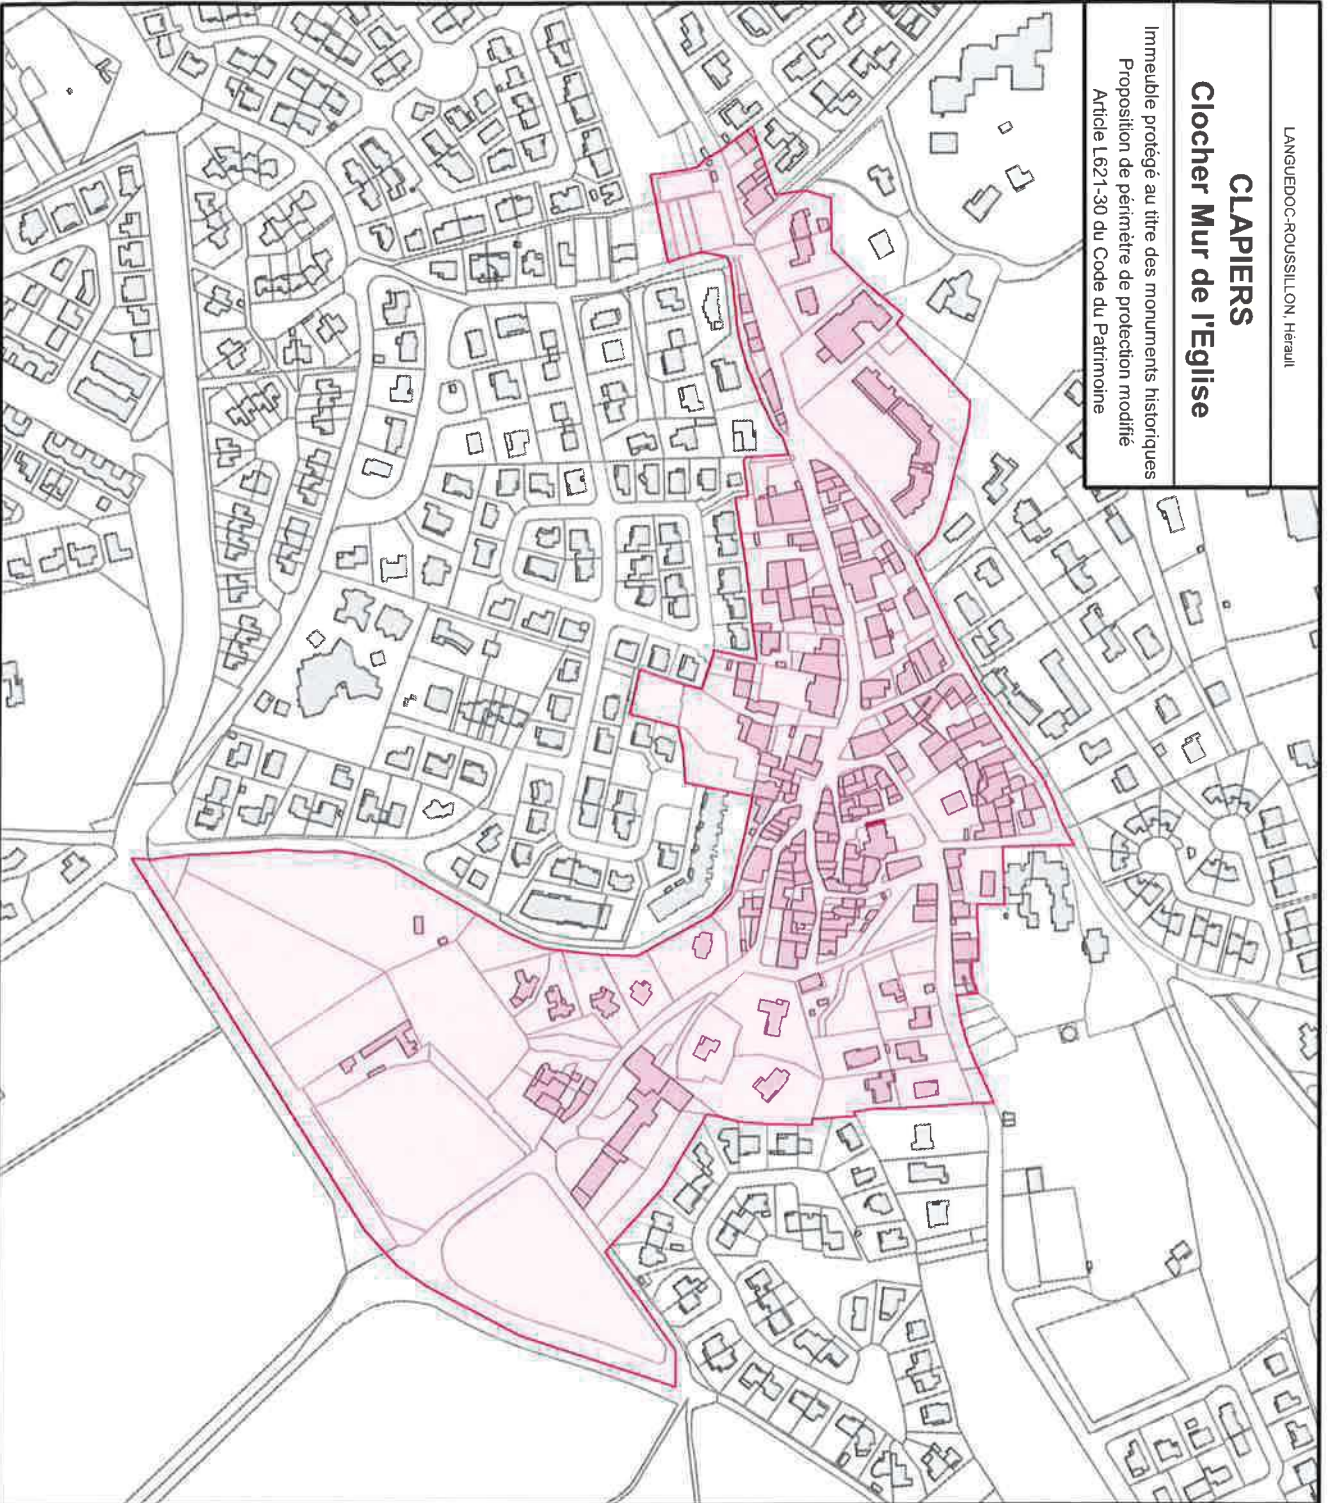 LANGUEDOC-ROUSSILLON, Hérault
CLAPIERS
Clocher Mur de l'Eglise
Immeuble protégé au titre des monuments historiques
Proposition de périmètre de protection modifié
Article L621-30 du Code du Patrimoine